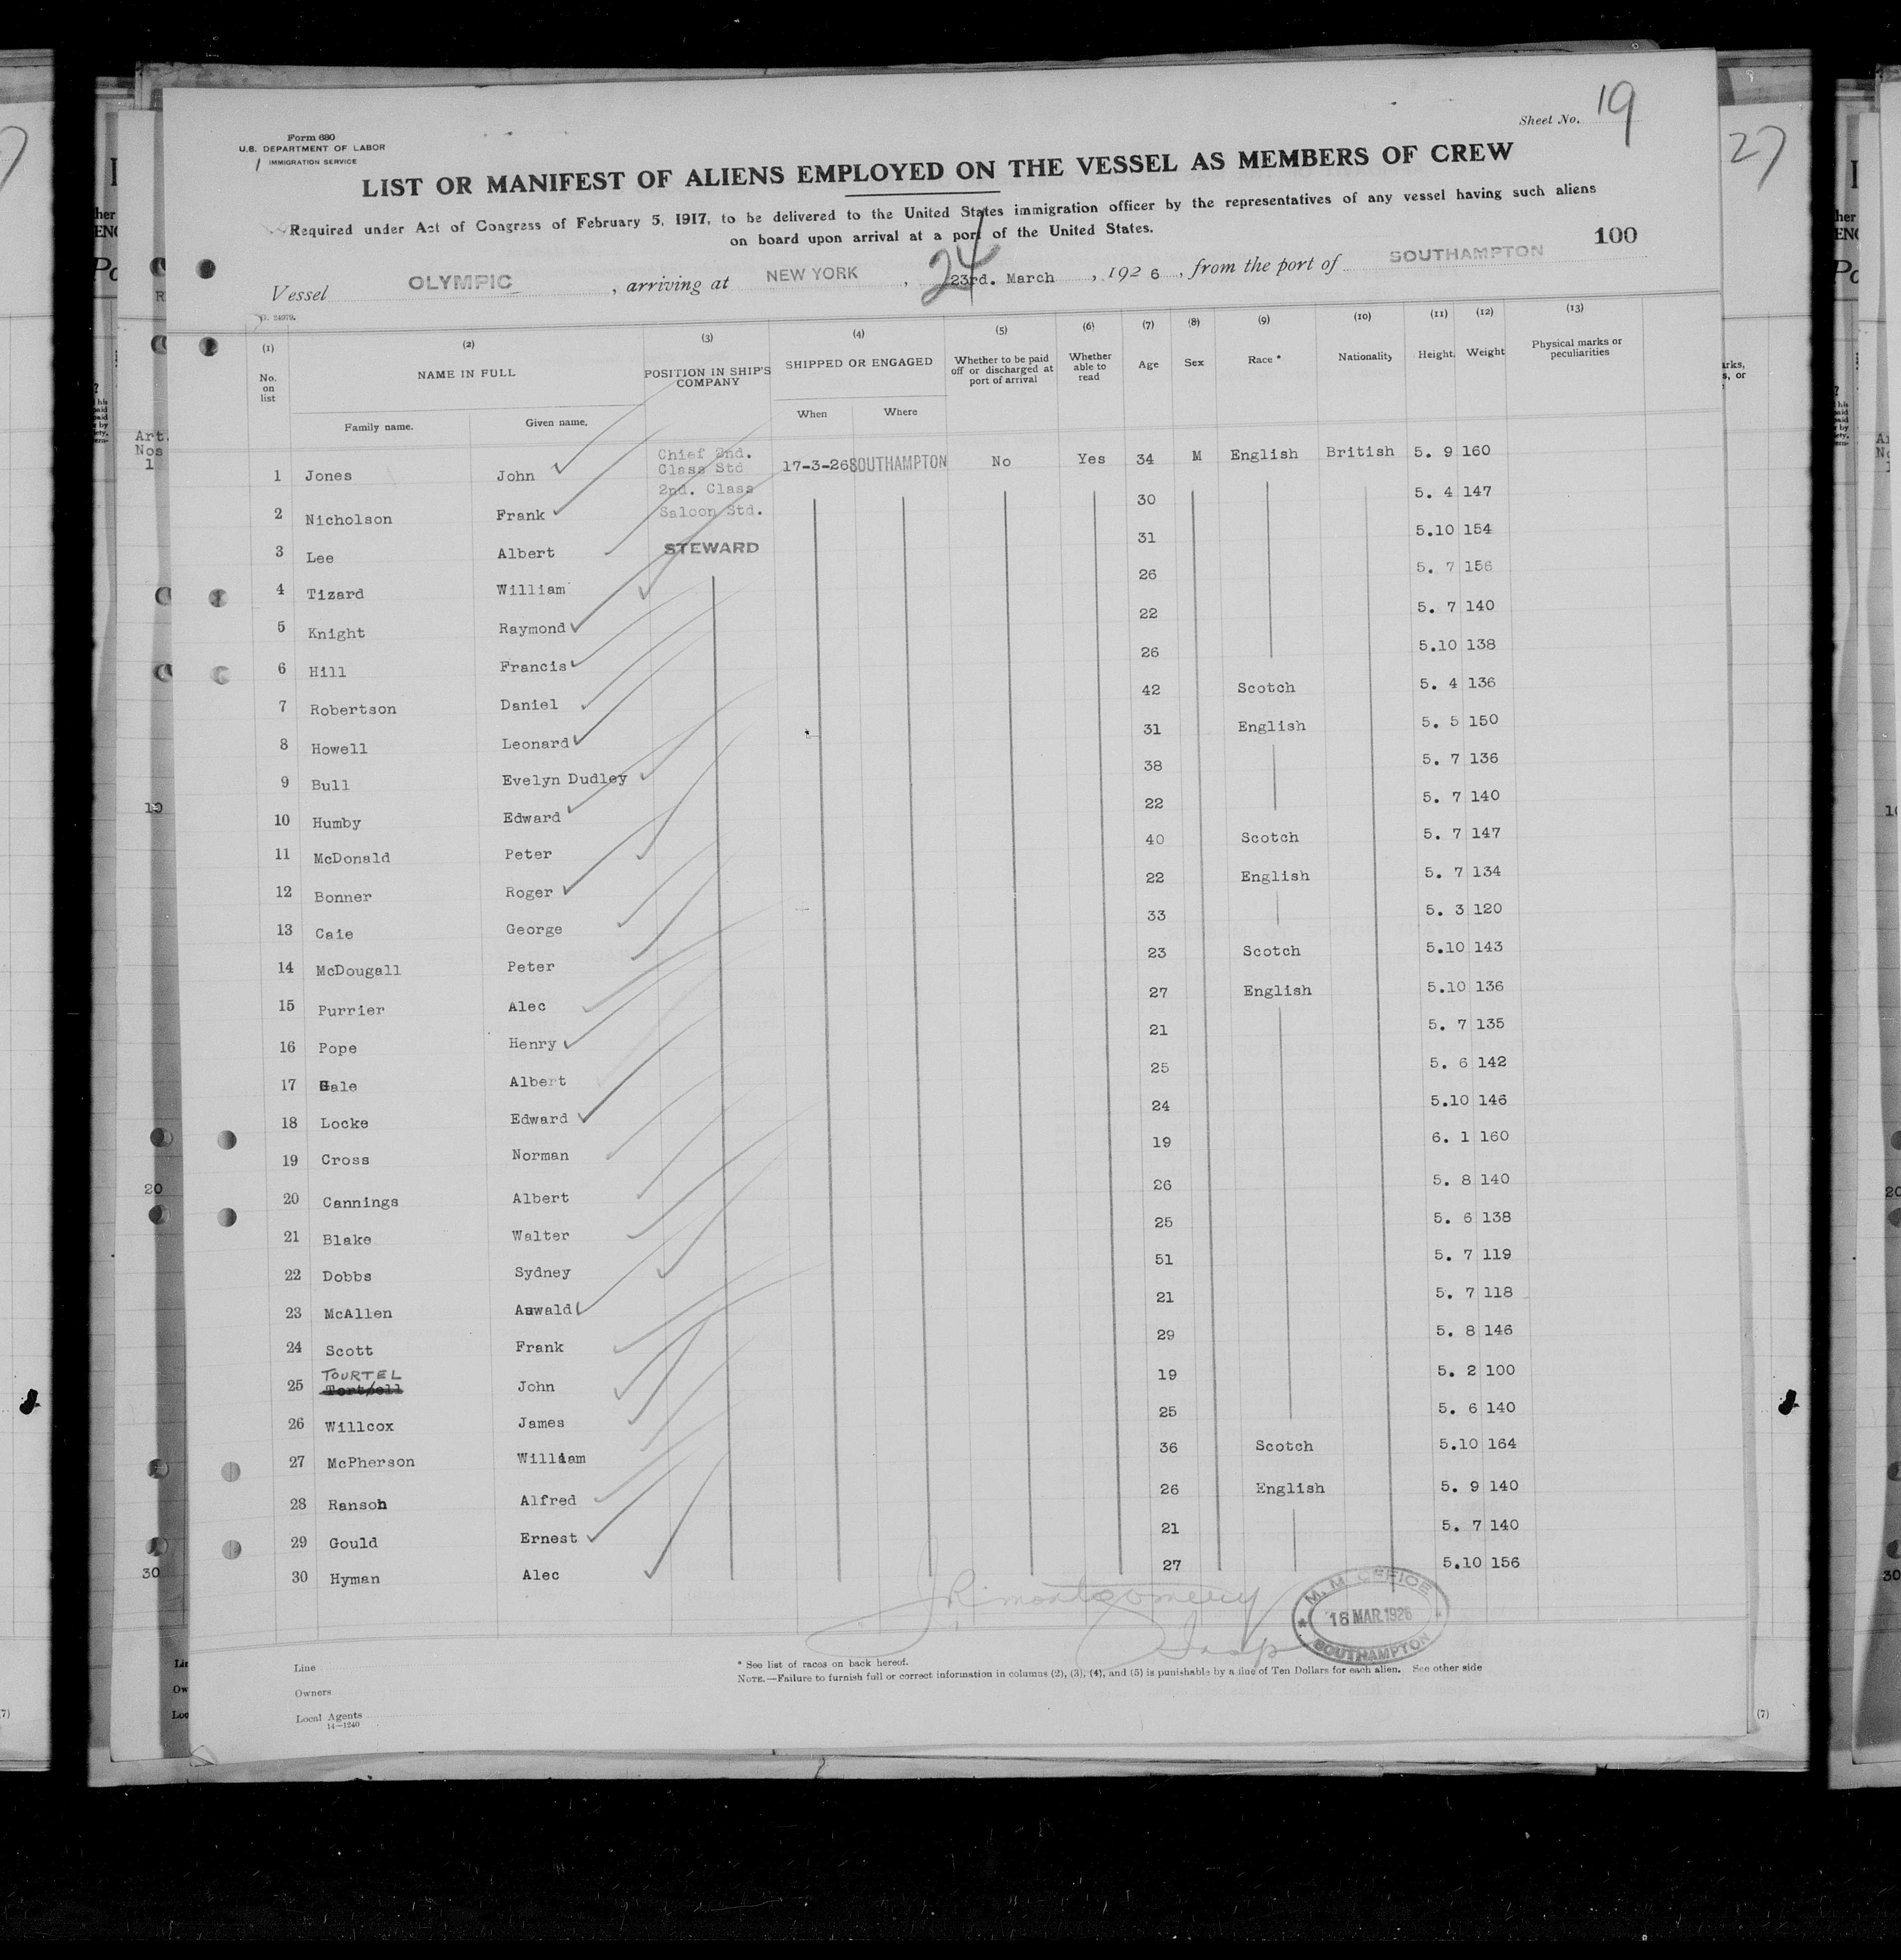 Sheet No. 19
Form 680
U.S. DEPARTMENT OF LABOR
IMMIGRATION SERVICE
LIST OR MANIFEST OF ALIENS EMPLOYED ON THE VESSEL AS MEMBERS OF CREW
Required under Act of Congress of February 5, 1917, to be delivered to the United States immigration officer by the representatives of any vessel having such aliens
on board upon arrival at a port of the United States.
100
Vessel OLYMPIC, arriving at NEW YORK, 24 23rd. March, 1926, from the port of SOUTHAMPTON
(1) (2) (3) (4) (5) (6) (7) (8) (9) (10) (11) (12) (13)
No. on list NAME IN FULL POSITION IN SHIP'S COMPANY SHIPPED OR ENGAGED Whether to be paid off or discharged at port of arrival Whether able to read Age Sex Race * Nationality Height. Weight Physical marks or peculiarities
Family name. Given name. When Where
1 Jones John Chief 2nd. Class Std 17-3-26 SOUTHAMPTON No Yes 34 M English British 5. 9 160
2 Nicholson Frank 2nd. Class Saloon Std. 30 5. 4 147
3 Lee Albert STEWARD 31 5.10 154
4 Tizard William 26 5. 7 156
5 Knight Raymond 22 5. 7 140
6 Hill Francis 26 5.10 138
7 Robertson Daniel 42 Scotch 5. 4 136
8 Howell Leonard 31 English 5. 5 150
9 Bull Evelyn Dudley 38 5. 7 136
10 Humby Edward 22 5. 7 140
11 McDonald Peter 40 Scotch 5. 7 147
12 Bonner Roger 22 English 5. 7 134
13 Caie George 33 5. 3 120
14 McDougall Peter 23 Scotch 5.10 143
15 Purrier Alec 27 English 5.10 136
16 Pope Henry 21 5. 7 135
17 Gale Albert 25 5. 6 142
18 Locke Edward 24 5.10 146
19 Cross Norman 19 6. 1 160
20 Cannings Albert 26 5. 8 140
21 Blake Walter 25 5. 6 138
22 Dobbs Sydney 51 5. 7 119
23 McAllen Auwald 21 5. 7 118
24 Scott Frank 29 5. 8 146
25 TOURTEL John 19 5. 2 100
26 Willcox James 25 5. 6 140
27 McPherson William 36 Scotch 5.10 164
28 Ransoh Alfred 26 English 5. 9 140
29 Gould Ernest 21 5. 7 140
30 Hyman Alec 27 5.10 156
J.R. Montgomery
M. M. OFFICE
16 MAR 1926
SOUTHAMPTON
Line
Owners
Local Agents
14—1240
* See list of races on back hereof.
NOTE.—Failure to furnish full or correct information in columns (2), (3), (4), and (5) is punishable by a fine of Ten Dollars for each alien. See other side
27
Art.
Nos
1
10
20
30
(7)